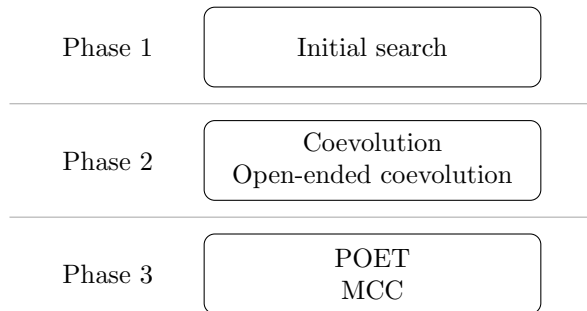 Phase 1
Initial search
Phase 2
Coevolution
Open-ended coevolution
Phase 3
POET
MCC